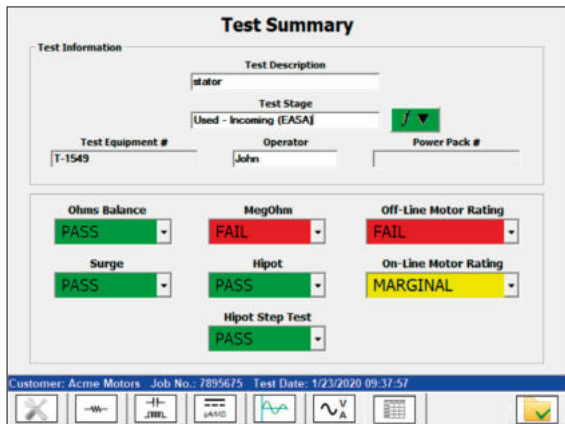 Test Summary
Test Information
Test Description
stator
Test Stage
Used - Incoming (EASA)
Test Equipment # Operator Power Pack #
T-1549 John
Ohms Balance MegOhm Off-Line Motor Rating
PASS FAIL FAIL
Surge Hipot On-Line Motor Rating
PASS PASS MARGINAL
Hipot Step Test
PASS
Customer: Acme Motors Job No.: 7895675 Test Date: 1/23/2020 09:37:57
V
A